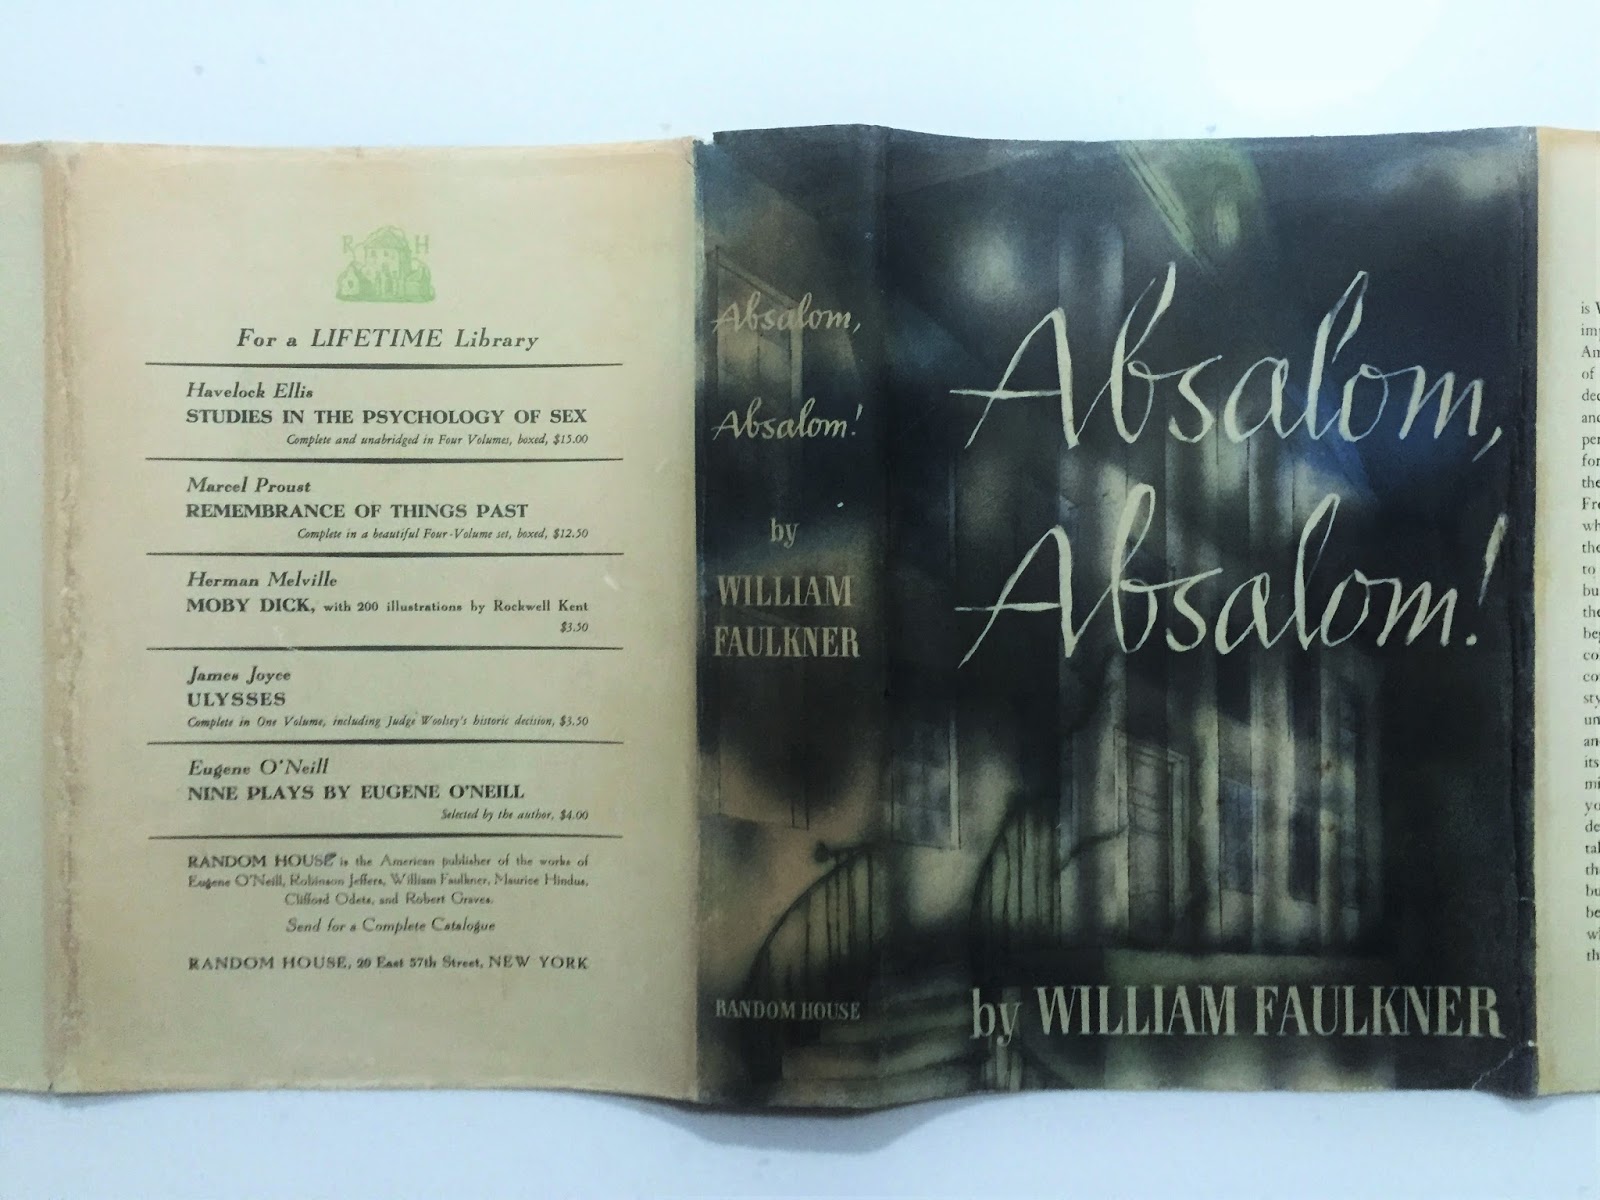 R H
For a LIFETIME Library
Havelock Ellis
STUDIES IN THE PSYCHOLOGY OF SEX
Complete and unabridged in Four Volumes, boxed, $15.00
Marcel Proust
REMEMBRANCE OF THINGS PAST
Complete in a beautiful Four-Volume set, boxed, $12.50
Herman Melville
MOBY DICK, with 200 illustrations by Rockwell Kent
$3.50
James Joyce
ULYSSES
Complete in One Volume, including Judge Woolsey's historic decision, $3.50
Eugene O'Neill
NINE PLAYS BY EUGENE O'NEILL
Selected by the author, $4.00
RANDOM HOUSE is the American publisher of the works of
Eugene O'Neill, Robinson Jeffers, William Faulkner, Maurice Hindus,
Clifford Odets, and Robert Graves.
Send for a Complete Catalogue
RANDOM HOUSE, 20 East 57th Street, NEW YORK
Absalom,
Absalom!
by
WILLIAM
FAULKNER
RANDOM HOUSE
Absalom,
Absalom!
by WILLIAM FAULKNER
is
of
for
to